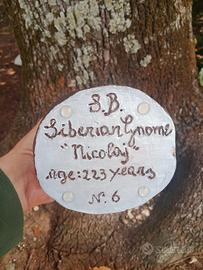 S.B.
Siberian Gnome
"Nicolaj"
age: 223 years
N. 6